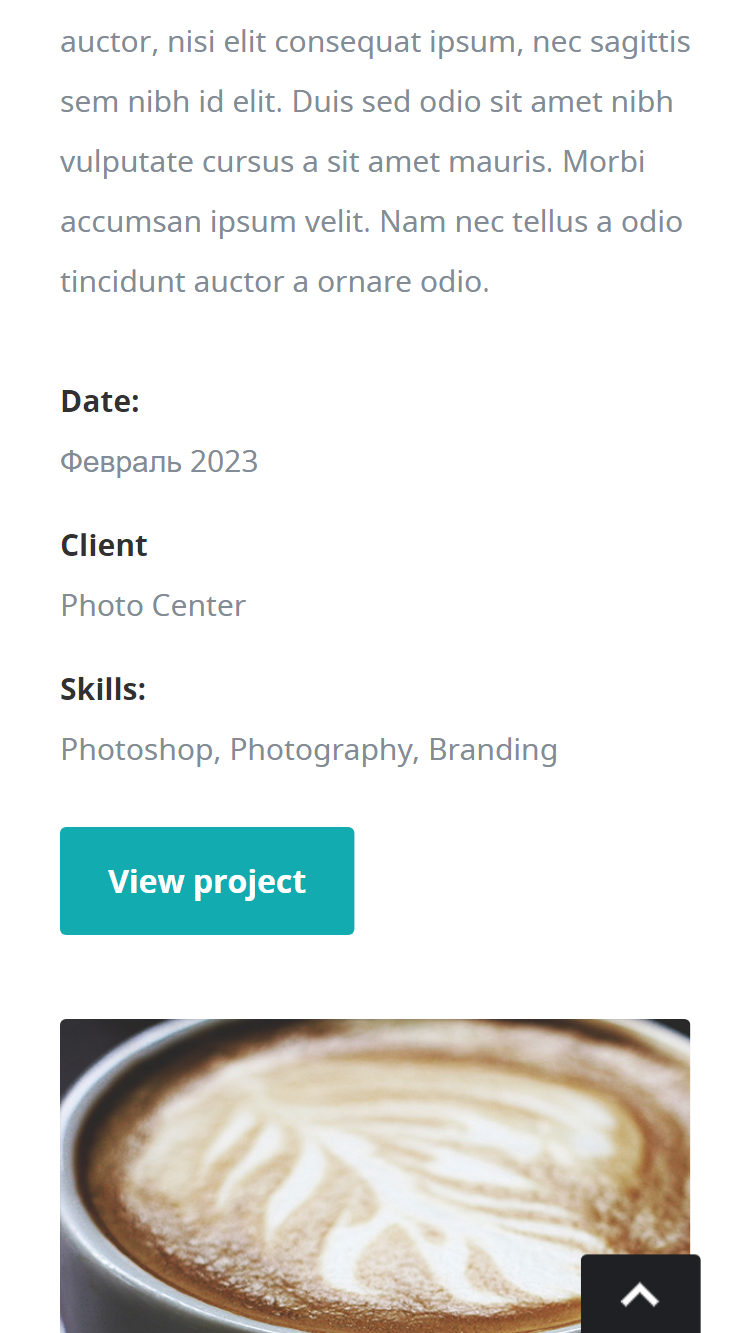 auctor, nisi elit consequat ipsum, nec sagittis
sem nibh id elit. Duis sed odio sit amet nibh
vulputate cursus a sit amet mauris. Morbi
accumsan ipsum velit. Nam nec tellus a odio
tincidunt auctor a ornare odio.
Date:
Февраль 2023
Client
Photo Center
Skills:
Photoshop, Photography, Branding
View project